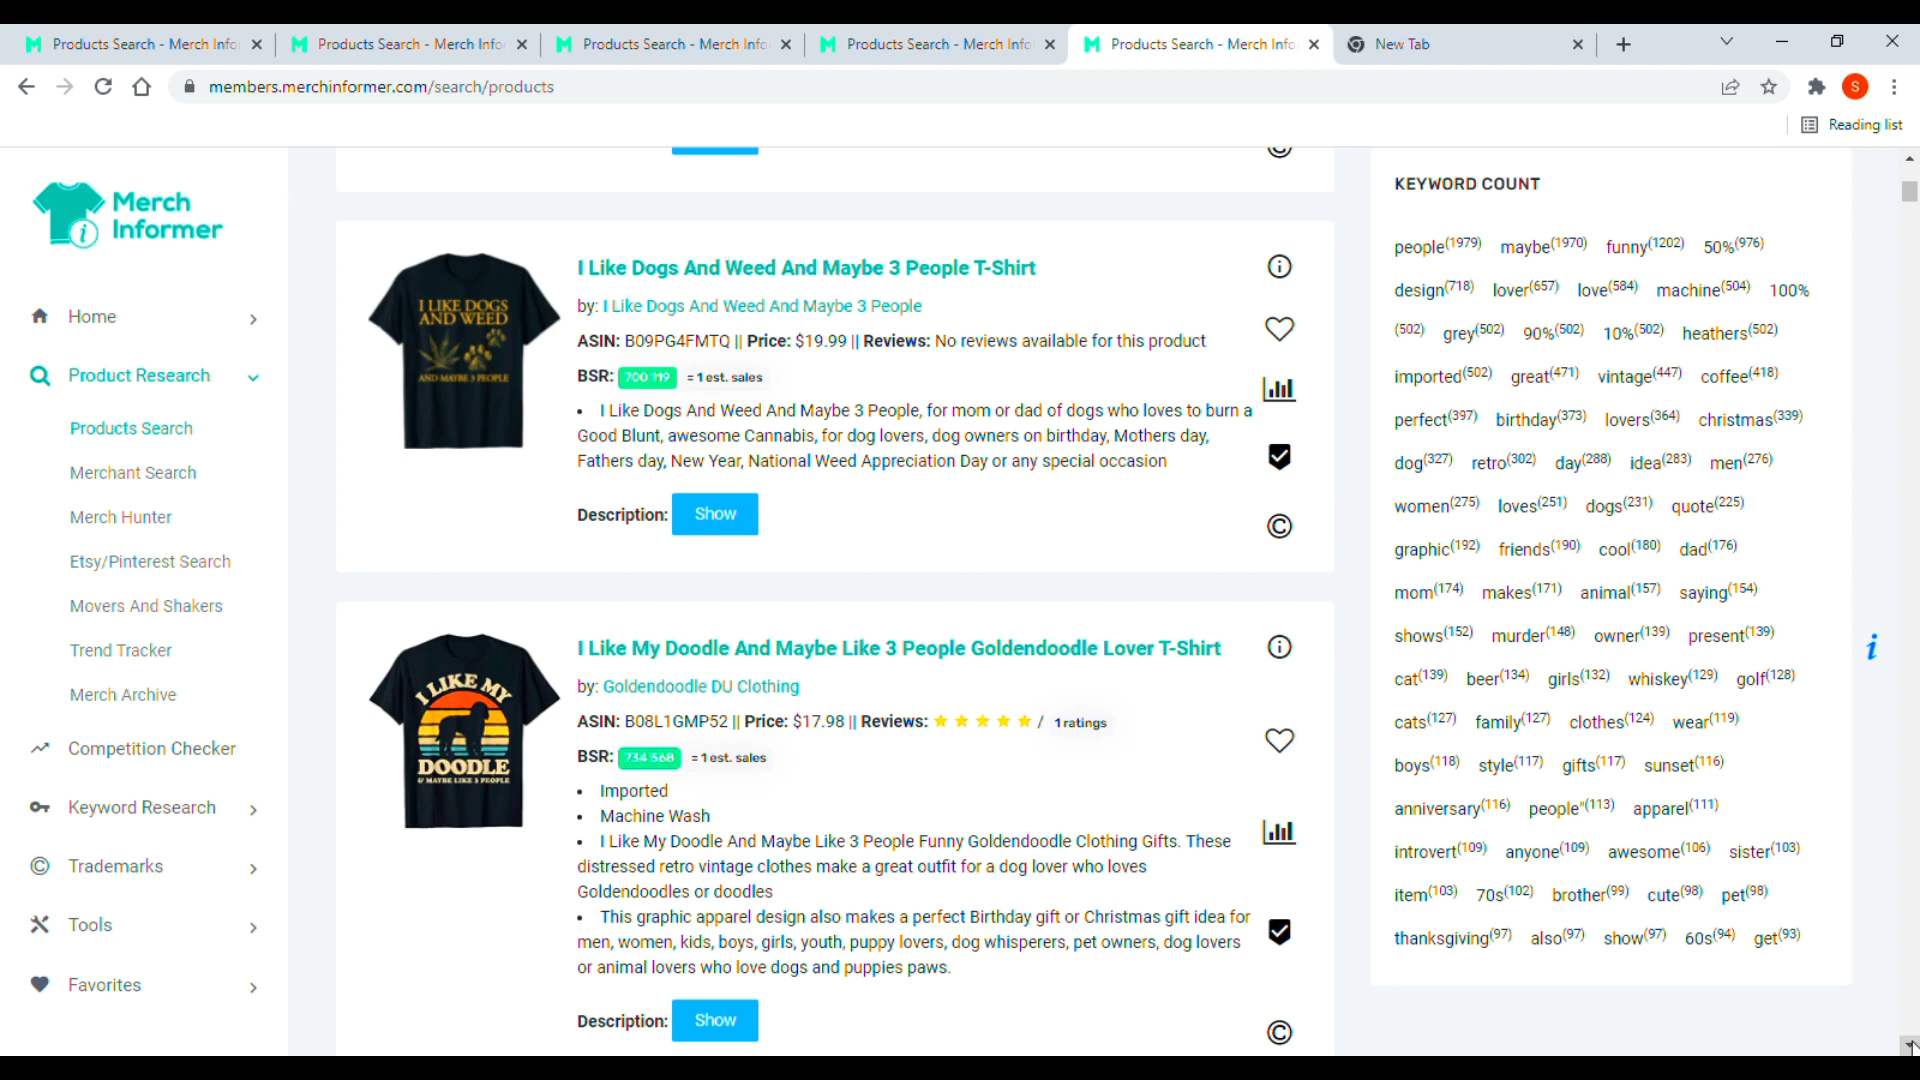 Products Search - Merch Info
Products Search - Merch Info
Products Search - Merch Info
Products Search - Merch Info
Products Search - Merch Info
New Tab
members.merchinformer.com/search/products
S
Reading list
Merch
Informer
Home
Product Research
Products Search
Merchant Search
Merch Hunter
Etsy/Pinterest Search
Movers And Shakers
Trend Tracker
Merch Archive
Competition Checker
Keyword Research
Trademarks
Tools
Favorites
I LIKE DOGS
AND WEED
AND MAYBE 3 PEOPLE
I Like Dogs And Weed And Maybe 3 People T-Shirt
by: I Like Dogs And Weed And Maybe 3 People
ASIN: B09PG4FMTQ || Price: $19.99 || Reviews: No reviews available for this product
BSR: 700 119 = 1 est. sales
• I Like Dogs And Weed And Maybe 3 People, for mom or dad of dogs who loves to burn a
Good Blunt, awesome Cannabis, for dog lovers, dog owners on birthday, Mothers day,
Fathers day, New Year, National Weed Appreciation Day or any special occasion
Description: Show
I LIKE MY
DOODLE
& MAYBE LIKE 3 PEOPLE
I Like My Doodle And Maybe Like 3 People Goldendoodle Lover T-Shirt
by: Goldendoodle DU Clothing
ASIN: B08L1GMP52 || Price: $17.98 || Reviews: ★ ★ ★ ★ ★ / 1 ratings
BSR: 734 568 = 1 est. sales
• Imported
• Machine Wash
• I Like My Doodle And Maybe Like 3 People Funny Goldendoodle Clothing Gifts. These
distressed retro vintage clothes make a great outfit for a dog lover who loves
Goldendoodles or doodles
• This graphic apparel design also makes a perfect Birthday gift or Christmas gift idea for
men, women, kids, boys, girls, youth, puppy lovers, dog whisperers, pet owners, dog lovers
or animal lovers who love dogs and puppies paws.
Description: Show
KEYWORD COUNT
people(1979) maybe(1970) funny(1202) 50%(976)
design(718) lover(657) love(584) machine(504) 100%
(502) grey(502) 90%(502) 10%(502) heathers(502)
imported(502) great(471) vintage(447) coffee(418)
perfect(397) birthday(373) lovers(364) christmas(339)
dog(327) retro(302) day(288) idea(283) men(276)
women(275) loves(251) dogs(231) quote(225)
graphic(192) friends(190) cool(180) dad(176)
mom(174) makes(171) animal(157) saying(154)
shows(152) murder(148) owner(139) present(139)
cat(139) beer(134) girls(132) whiskey(129) golf(128)
cats(127) family(127) clothes(124) wear(119)
boys(118) style(117) gifts(117) sunset(116)
anniversary(116) people"(113) apparel(111)
introvert(109) anyone(109) awesome(106) sister(103)
item(103) 70s(102) brother(99) cute(98) pet(98)
thanksgiving(97) also(97) show(97) 60s(94) get(93)
i